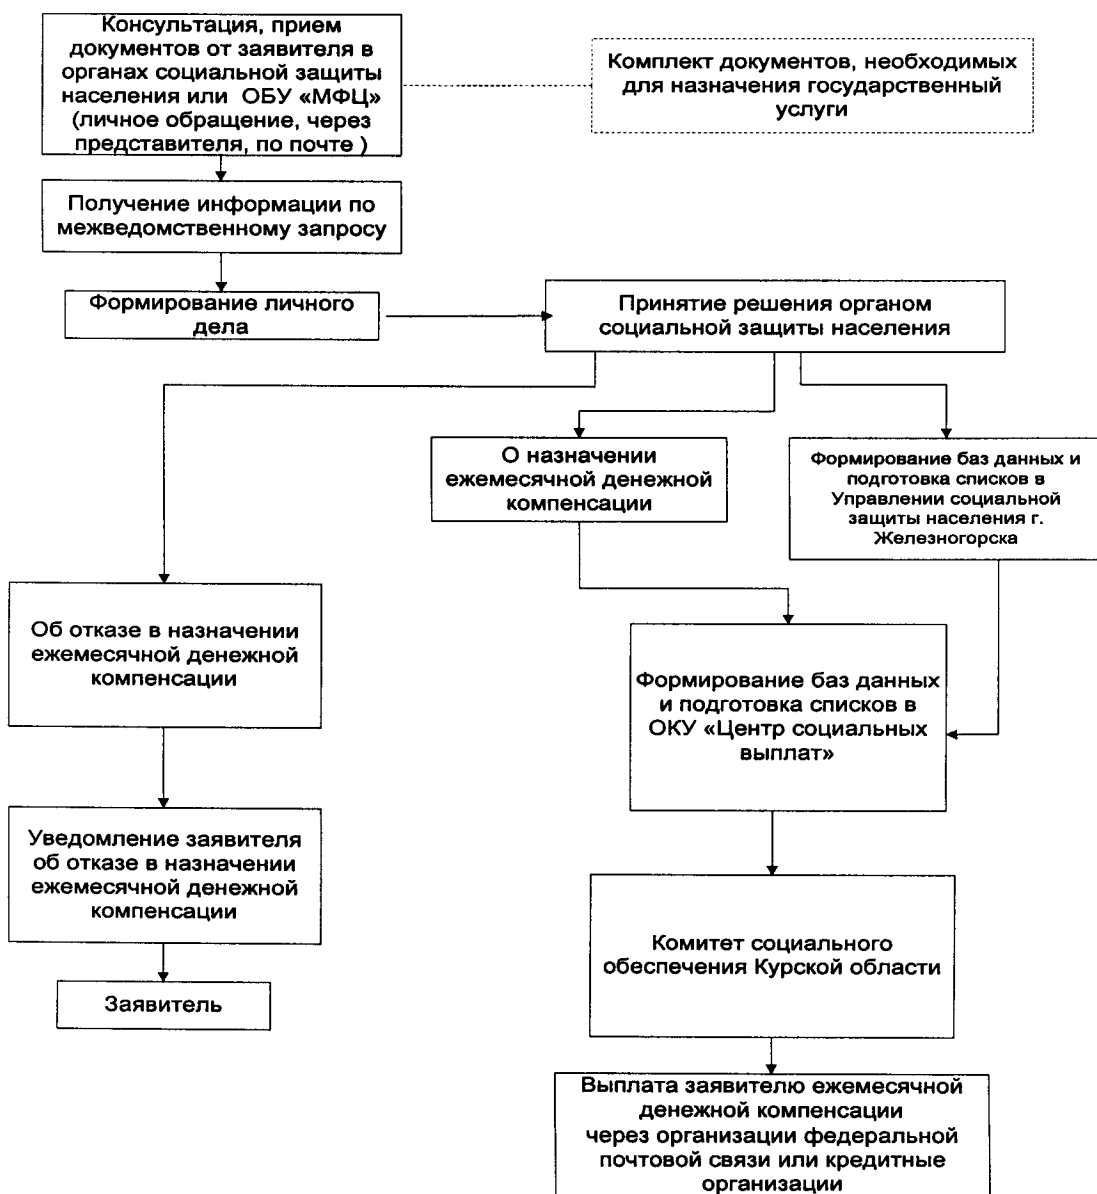 Консультация, прием
документов от заявителя в
органах социальной защиты
населения или ОБУ «МФЦ»
(личное обращение, через
представителя, по почте )
Комплект документов, необходимых
для назначения государственный
услуги
Получение информации по
межведомственному запросу
Формирование личного
дела
Принятие решения органом
социальной защиты населения
О назначении
ежемесячной денежной
компенсации
Формирование баз данных и
подготовка списков в
Управлении социальной
защиты населения г.
Железногорска
Об отказе в назначении
ежемесячной денежной
компенсации
Формирование баз данных
и подготовка списков в
ОКУ «Центр социальных
выплат»
Уведомление заявителя
об отказе в назначении
ежемесячной денежной
компенсации
Комитет социального
обеспечения Курской области
Заявитель
Выплата заявителю ежемесячной
денежной компенсации
через организации федеральной
почтовой связи или кредитные
организации